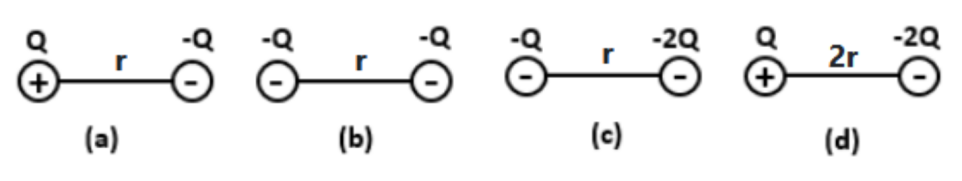 Q r -Q
-Q r -Q
-Q r -2Q
Q 2r -2Q
+ - - - - - + -
(a) (b) (c) (d)